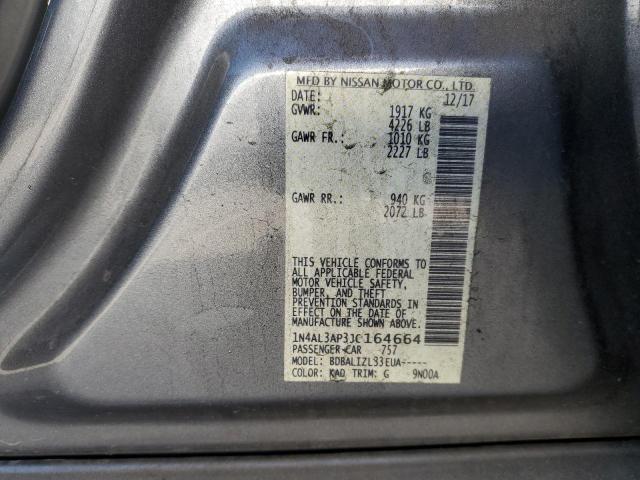 MFD BY NISSAN MOTOR CO., LTD.
DATE: 12/17
GVWR: 1917 KG
4226 LB
GAWR FR.: 1010 KG
2227 LB
GAWR RR.: 940 KG
2072 LB
THIS VEHICLE CONFORMS TO
ALL APPLICABLE FEDERAL
MOTOR VEHICLE SAFETY,
BUMPER, AND THEFT
PREVENTION STANDARDS IN
EFFECT ON THE DATE OF
MANUFACTURE SHOWN ABOVE.
1N4AL3AP3JC164664
PASSENGER CAR 757
MODEL: BDBALIZL33EUA-----
COLOR: KAD TRIM: G 9N00A